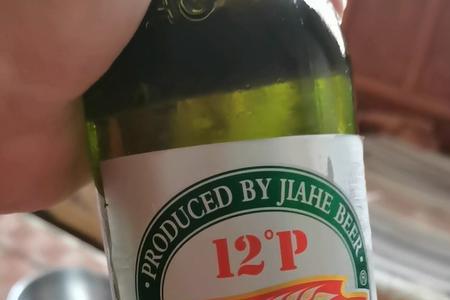 ·PRODUCED BY JIAHE BEER·
12°P
®